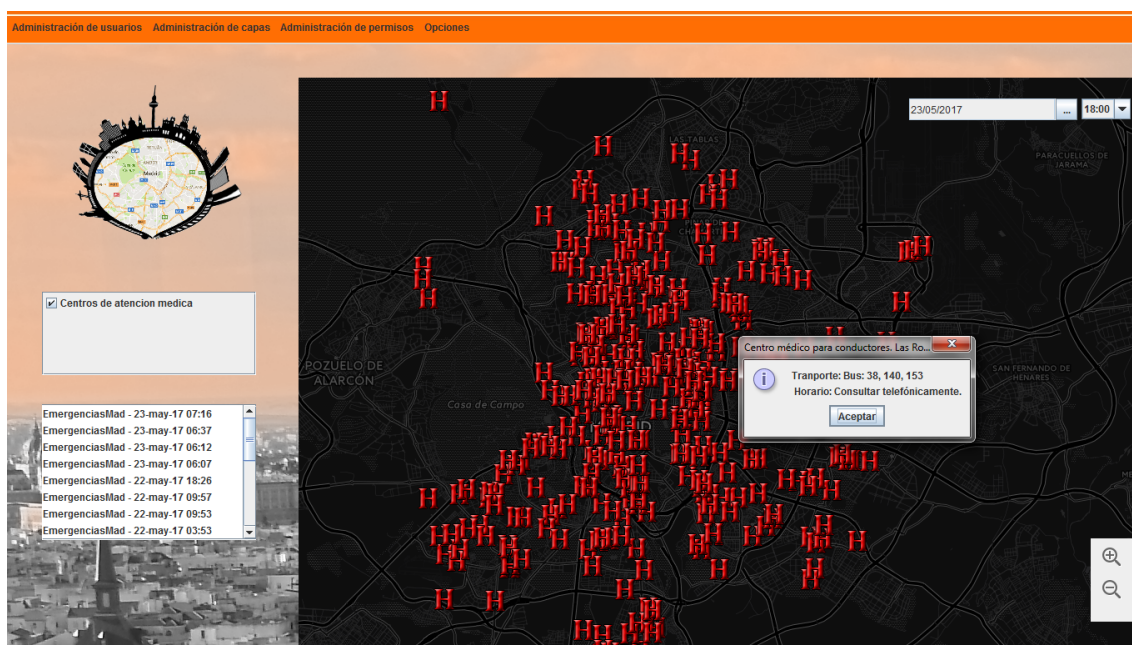 Administración de usuarios Administración de capas Administración de permisos Opciones
23/05/2017 ... 18:00
LAS TABLAS
PARACUELLOS DE
JARAMA
Madrid
Centros de atencion medica
POZUELO DE
ALARCÓN
Casa de Campo
SAN FERNANDO DE
HENARES
Centro médico para conductores. Las Ro...
Tranporte: Bus: 38, 140, 153
Horario: Consultar telefónicamente.
Aceptar
EmergenciasMad - 23-may-17 07:16
EmergenciasMad - 23-may-17 06:37
EmergenciasMad - 23-may-17 06:12
EmergenciasMad - 23-may-17 06:07
EmergenciasMad - 22-may-17 18:26
EmergenciasMad - 22-may-17 09:57
EmergenciasMad - 22-may-17 09:53
EmergenciasMad - 22-may-17 03:53